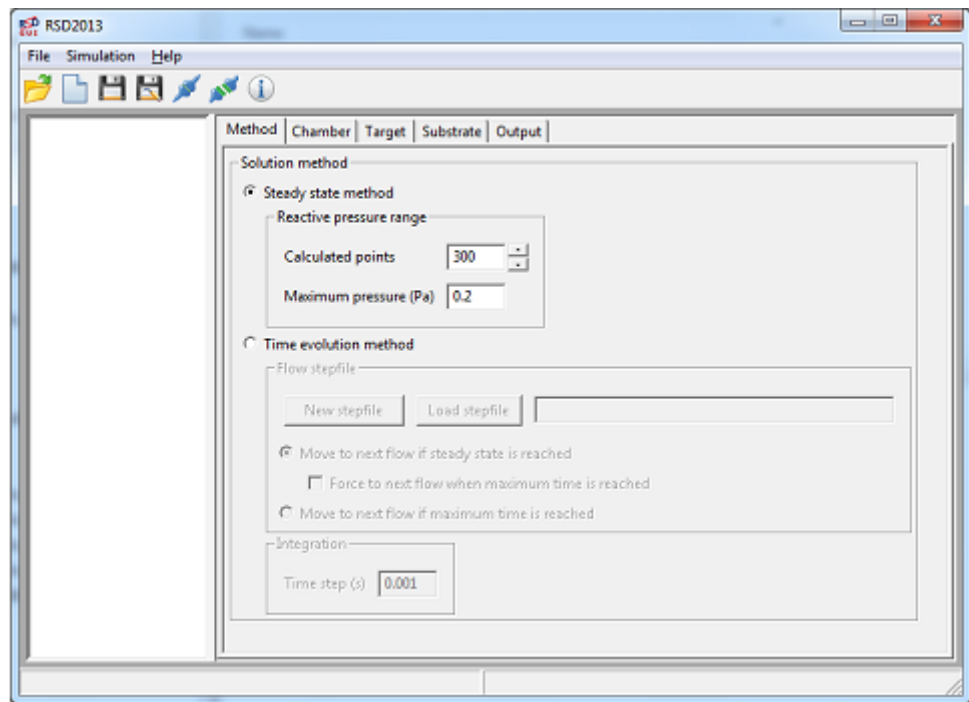 RSD2013
File Simulation Help
Method Chamber Target Substrate Output
Solution method
Steady state method
Reactive pressure range
Calculated points 300
Maximum pressure (Pa) 0.2
Time evolution method
Flow stepfile
New stepfile Load stepfile
Move to next flow if steady state is reached
Force to next flow when maximum time is reached
Move to next flow if maximum time is reached
Integration
Time step (s) 0.001